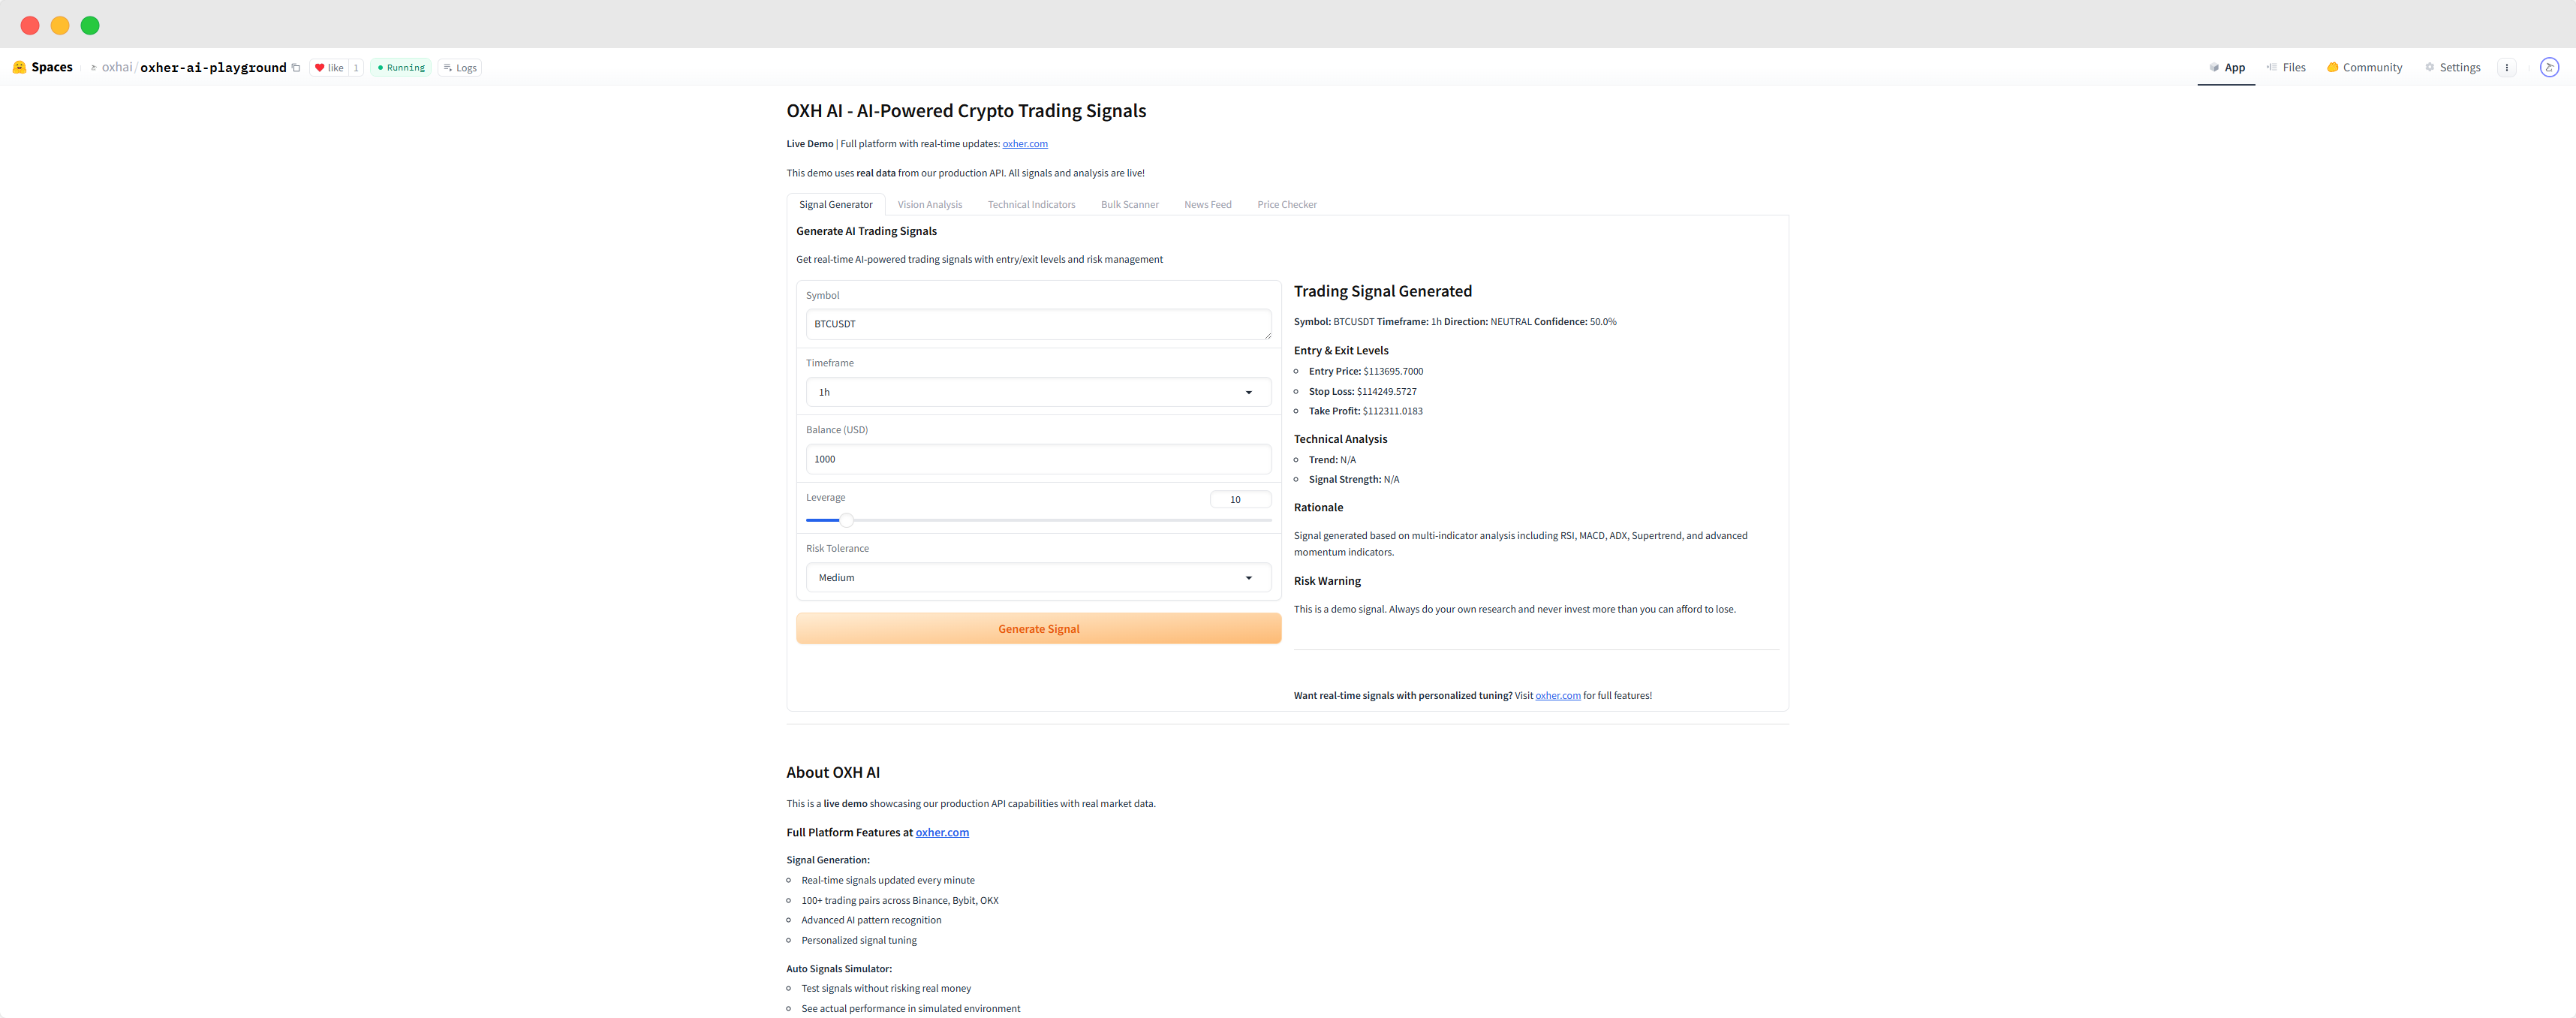 Spaces oxhai/oxher-ai-playground like 1 Running Logs App Files Community Settings
OXH AI - AI-Powered Crypto Trading Signals
Live Demo | Full platform with real-time updates: oxher.com
This demo uses real data from our production API. All signals and analysis are live!
Signal Generator Vision Analysis Technical Indicators Bulk Scanner News Feed Price Checker
Generate AI Trading Signals
Get real-time AI-powered trading signals with entry/exit levels and risk management
Symbol
BTCUSDT
Timeframe
1h
Balance (USD)
1000
Leverage
10
Risk Tolerance
Medium
Generate Signal
Trading Signal Generated
Symbol: BTCUSDT Timeframe: 1h Direction: NEUTRAL Confidence: 50.0%
Entry & Exit Levels
Entry Price: $113695.7000
Stop Loss: $114249.5727
Take Profit: $112311.0183
Technical Analysis
Trend: N/A
Signal Strength: N/A
Rationale
Signal generated based on multi-indicator analysis including RSI, MACD, ADX, Supertrend, and advanced
momentum indicators.
Risk Warning
This is a demo signal. Always do your own research and never invest more than you can afford to lose.
Want real-time signals with personalized tuning? Visit oxher.com for full features!
About OXH AI
This is a live demo showcasing our production API capabilities with real market data.
Full Platform Features at oxher.com
Signal Generation:
Real-time signals updated every minute
100+ trading pairs across Binance, Bybit, OKX
Advanced AI pattern recognition
Personalized signal tuning
Auto Signals Simulator:
Test signals without risking real money
See actual performance in simulated environment